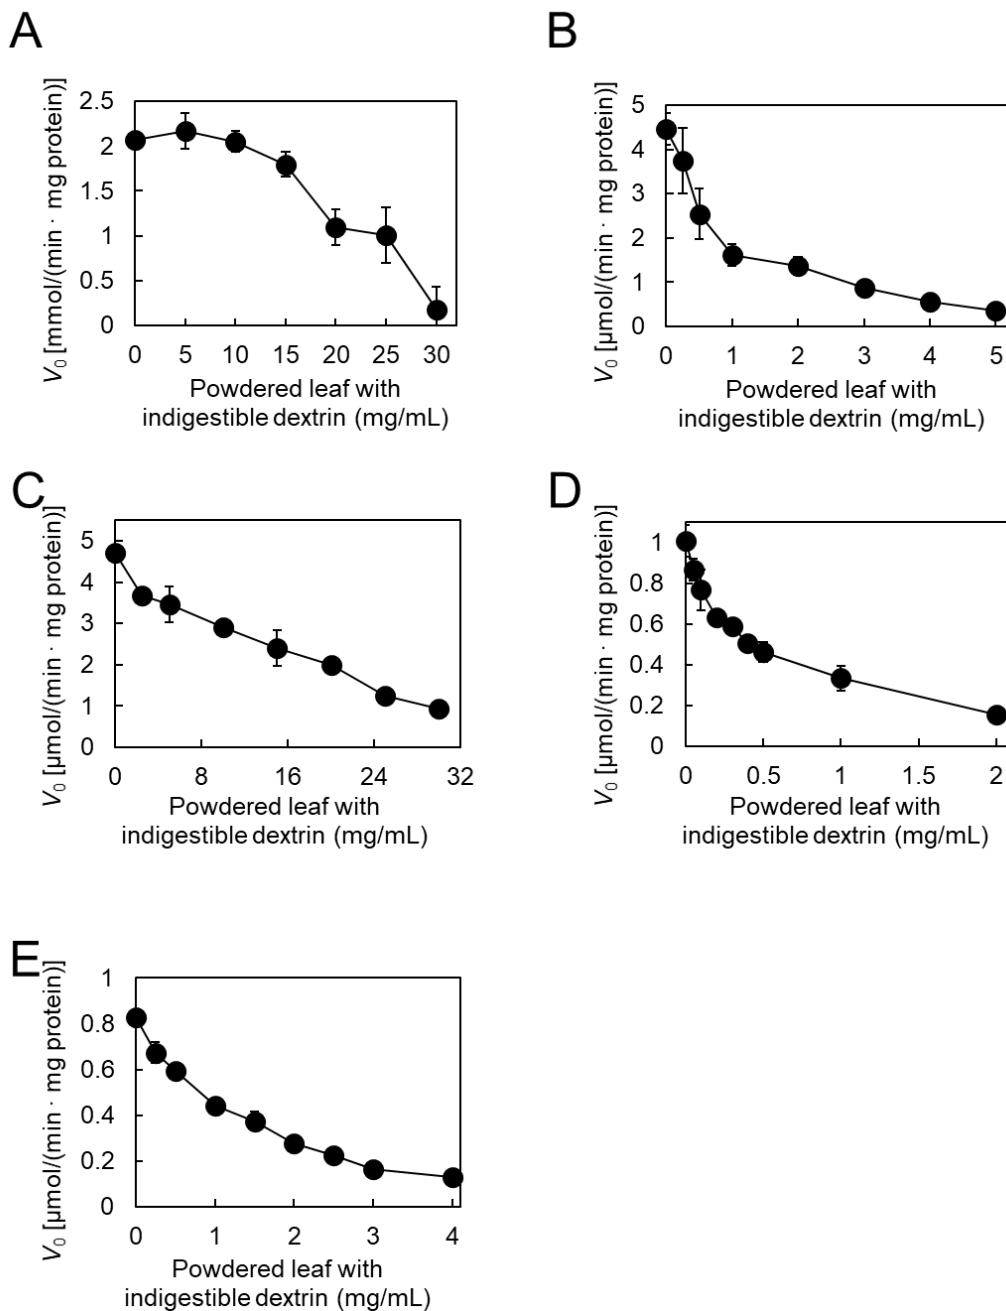 A
V0 [mmol/(min · mg protein)]
2.5
2
1.5
1
0.5
0
0 5 10 15 20 25 30
Powdered leaf with
indigestible dextrin (mg/mL)
B
V0 [μmol/(min · mg protein)]
5
4
3
2
1
0
0 1 2 3 4 5
Powdered leaf with
indigestible dextrin (mg/mL)
C
V0 [μmol/(min · mg protein)]
5
4
3
2
1
0
0 8 16 24 32
Powdered leaf with
indigestible dextrin (mg/mL)
D
V0 [μmol/(min · mg protein)]
1
0.8
0.6
0.4
0.2
0
0 0.5 1 1.5 2
Powdered leaf with
indigestible dextrin (mg/mL)
E
V0 [μmol/(min · mg protein)]
1
0.8
0.6
0.4
0.2
0
0 1 2 3 4
Powdered leaf with
indigestible dextrin (mg/mL)